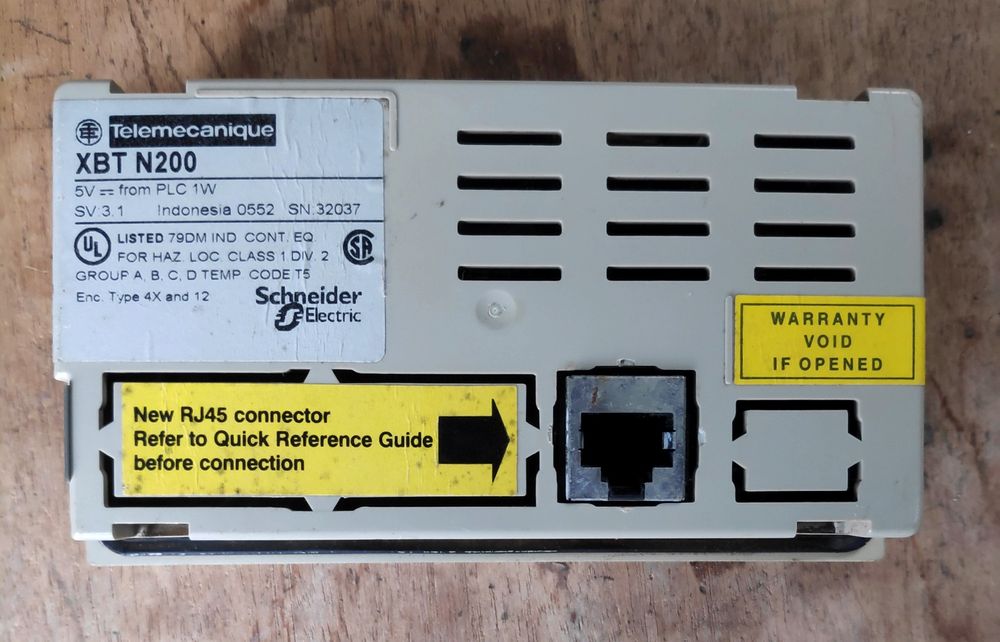 Telemecanique
XBT N200
5V ⎓ from PLC 1W
SV 3.1 Indonesia 0552 SN 32037
UL LISTED 79DM IND CONT. EQ
FOR HAZ. LOC. CLASS 1 DIV. 2
SA
GROUP A, B, C, D TEMP CODE T5
Enc. Type 4X and 12
Schneider
Electric
WARRANTY
VOID
IF OPENED
New RJ45 connector
Refer to Quick Reference Guide
before connection